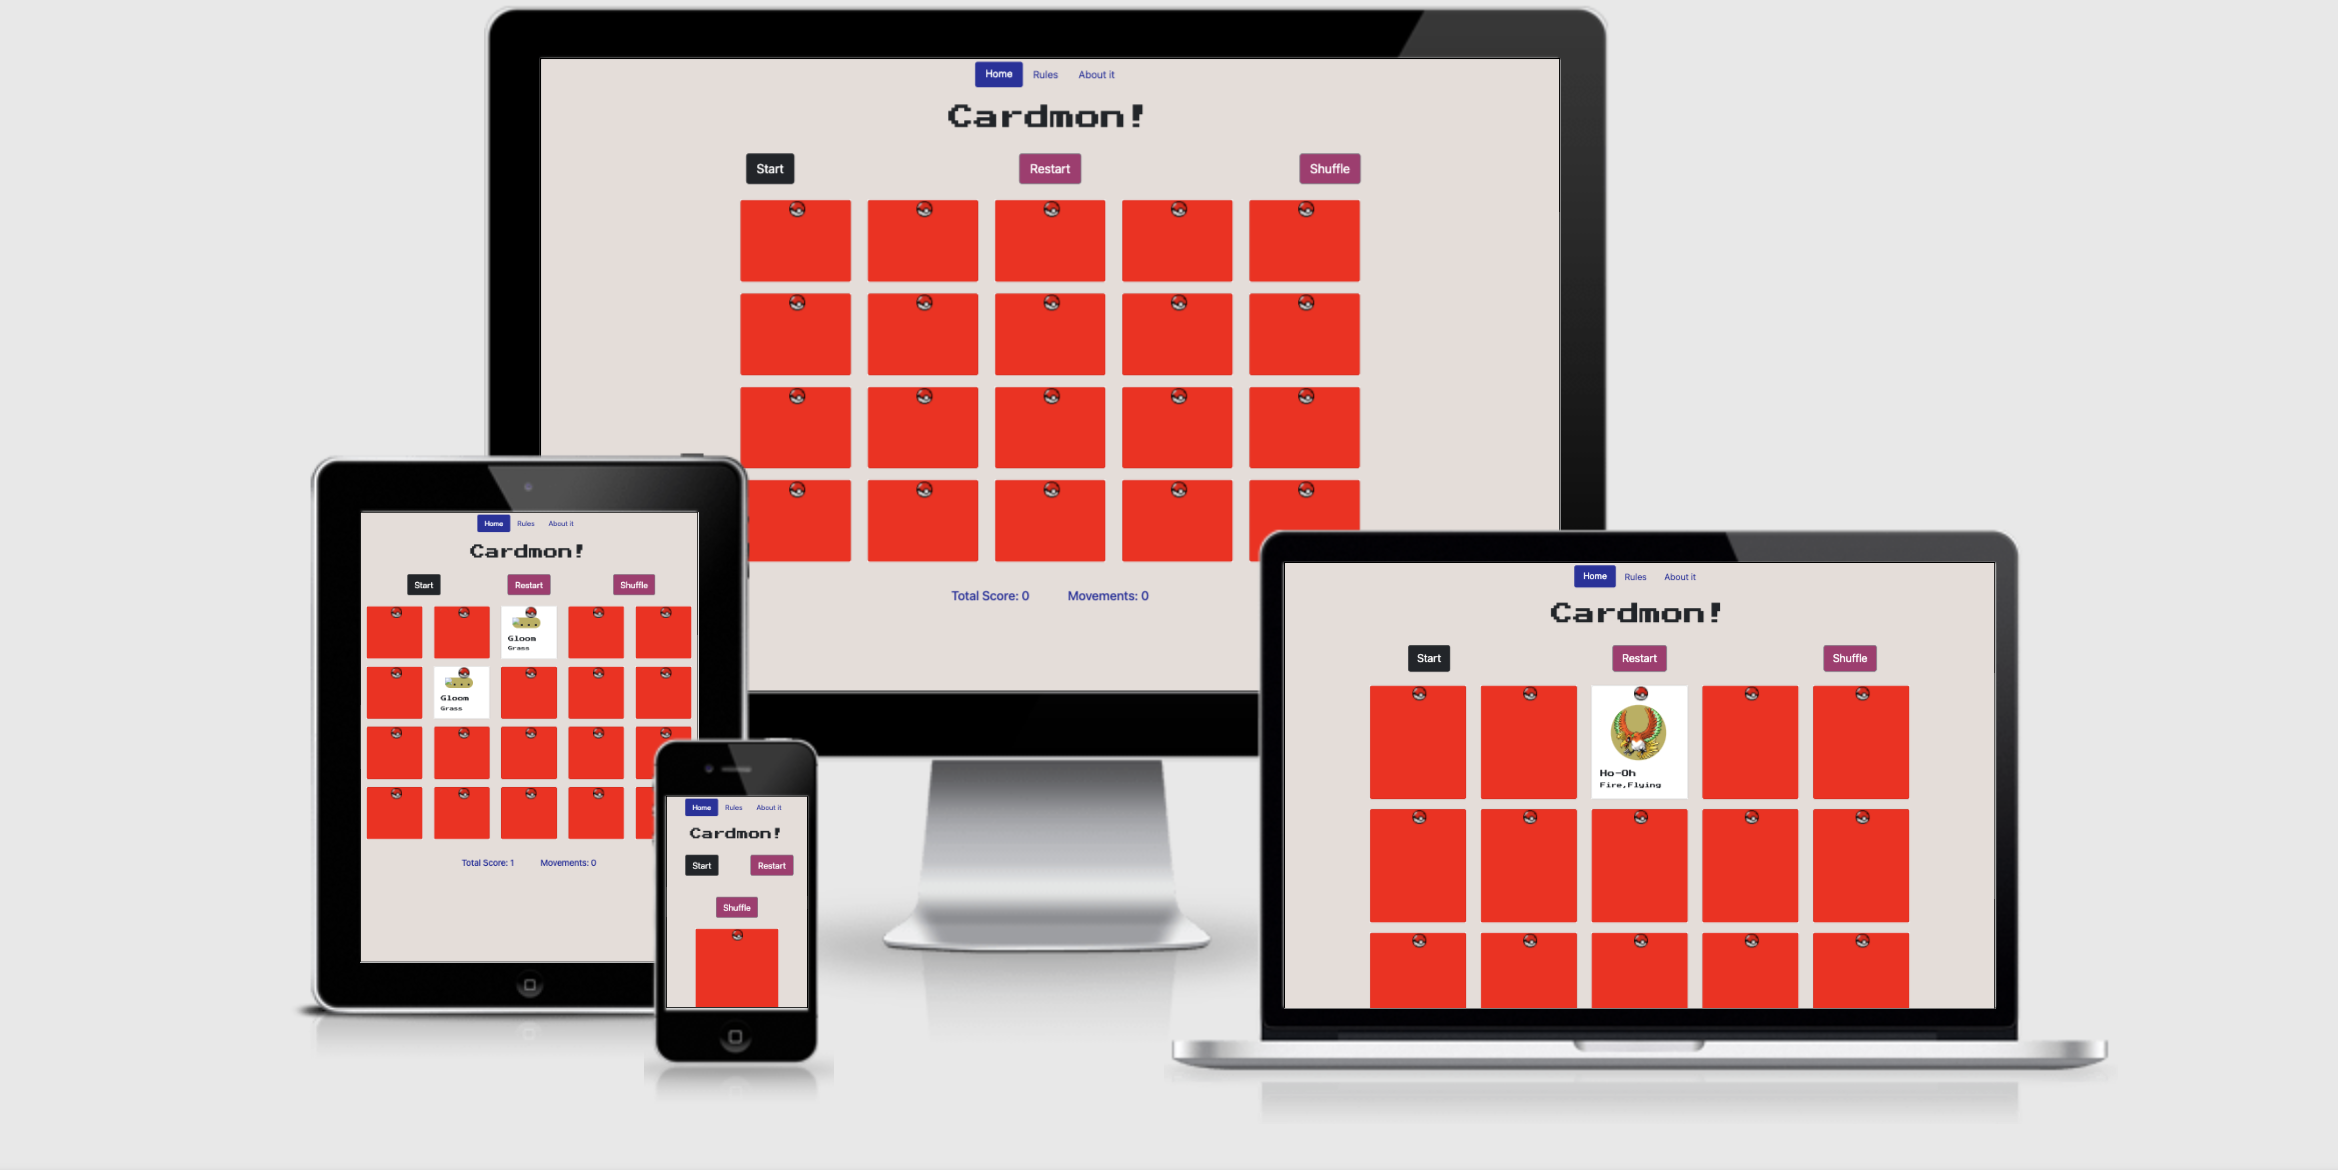 Home Rules About it
Cardmon!
Start Restart Shuffle
Total Score: 0 Movements: 0
Home Rules About it
Cardmon!
Start Restart Shuffle
Gloom
Grass
Gloom
Grass
Total Score: 1 Movements: 0
Home Rules About it
Cardmon!
Start Restart
Shuffle
Home Rules About it
Cardmon!
Start Restart Shuffle
Ho-Oh
Fire,Flying